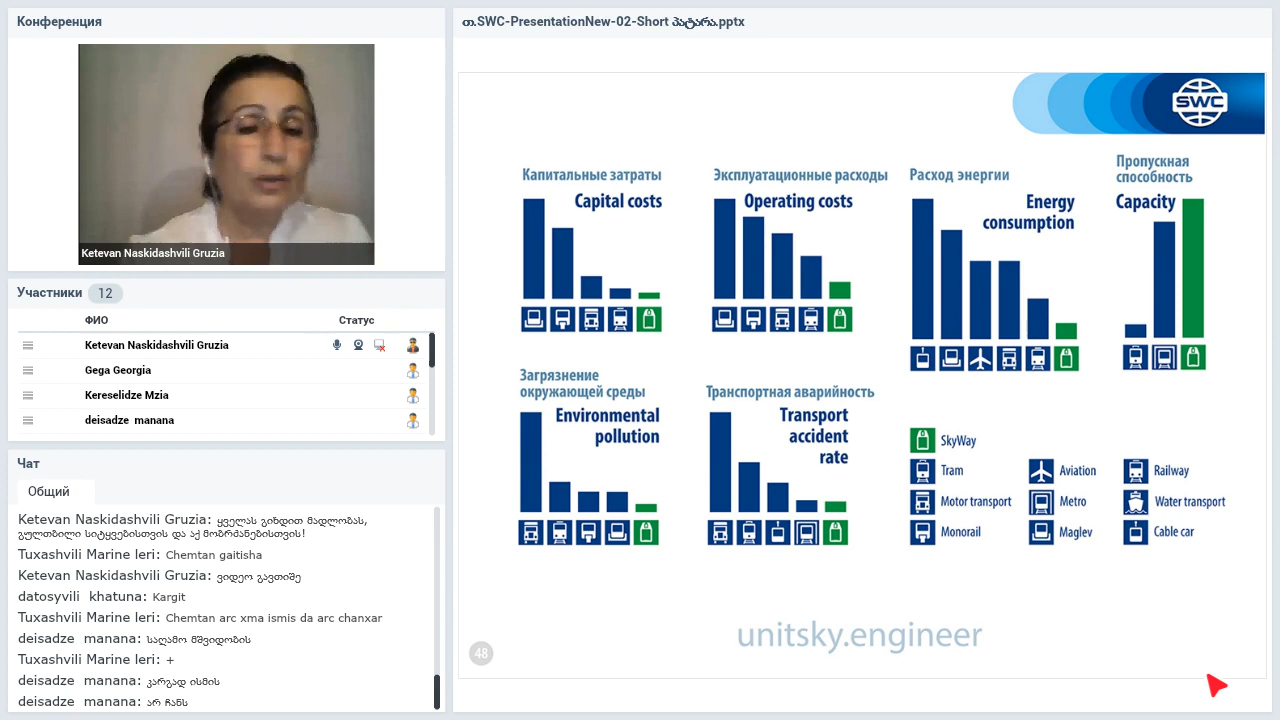 Конференция
Ketevan Naskidashvili Gruzia
Участники 12
ФИО Статус
Ketevan Naskidashvili Gruzia
Gega Georgia
Kereselidze Mzia
deisadze manana
Чат
Общий
Ketevan Naskidashvili Gruzia: ყველას გინდით მადლობას,
გულთბილი სიტყვებისთვის და აქ მობრძანებისთვის!
Tuxashvili Marine leri: Chemtan gaitisha
Ketevan Naskidashvili Gruzia: ვიდეო გავთიშე
datosyvili khatuna: Kargit
Tuxashvili Marine leri: Chemtan arc xma ismis da arc chanxar
deisadze manana: საღამო მშვიდობის
Tuxashvili Marine leri: +
deisadze manana: კარგად ისმის
deisadze manana: არ ჩანს
თ.SWC-PresentationNew-02-Short პატარა.pptx
SWC
Капитальные затраты
Capital costs
Эксплуатационные расходы
Operating costs
Расход энергии
Energy
consumption
Пропускная
способность
Capacity
Загрязнение
окружающей среды
Environmental
pollution
Транспортная аварийность
Transport
accident
rate
SkyWay
Tram Aviation Railway
Motor transport Metro Water transport
Monorail Maglev Cable car
unitsky.engineer
48